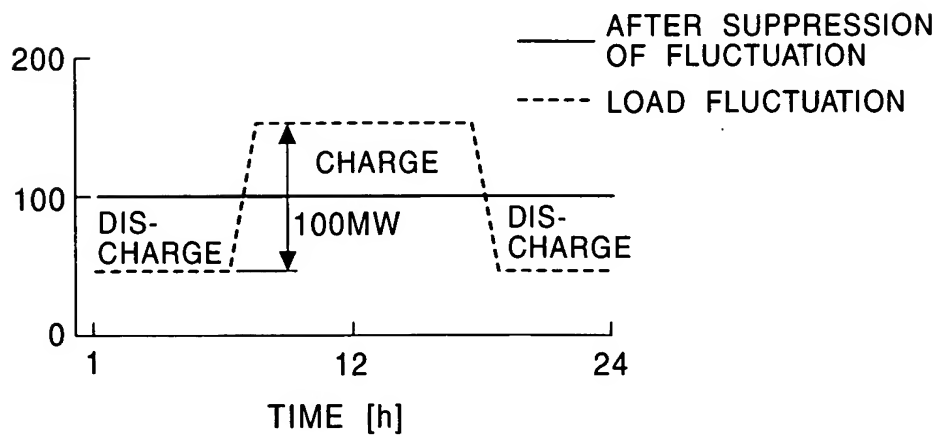 AFTER SUPPRESSION
OF FLUCTUATION
LOAD FLUCTUATION
200
100
0
CHARGE
100MW
DIS-
CHARGE
DIS-
CHARGE
1
12
24
TIME [h]